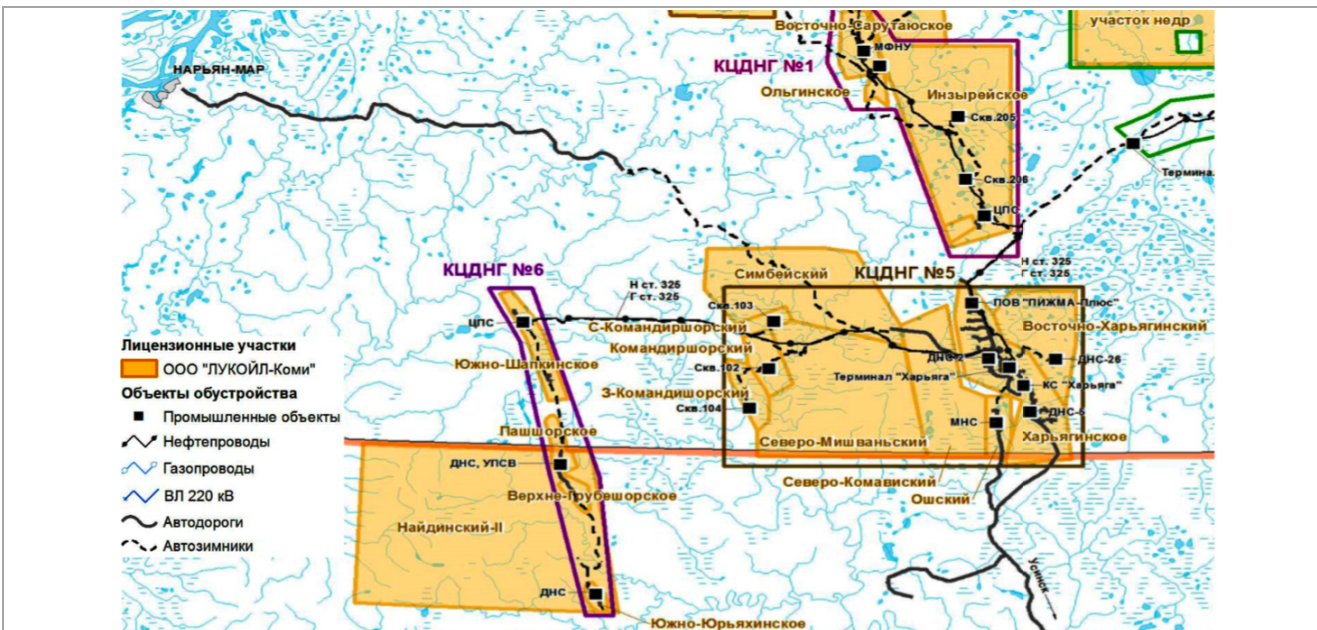 Восточно-Сарутаюское
участок недр
МФНУ
НАРЬЯН-МАР
КЦДНГ №1
Ольгинское
Инзырейское
Скв.205
Термина
Скв.206
ЦПС
Н ст. 325
Г ст. 325
КЦДНГ №6
Симбейский
КЦДНГ №5
Н ст. 325
Г ст. 325
Скв.103
ПОВ "ПИЖМА-Плюс"
ЦПС
С-Командиршорский
Восточно-Харьягинский
Командиршорский
ДНС-2
ДНС-26
Южно-Шапкинское
Скв.102
Терминал "Харьяга"
КС "Харьяга"
З-Командишорский
Скв.104
ДНС-5
МНС
Пашшорское
Северо-Мишваньский
Харьягинское
ДНС, УПСВ
Северо-Комавиский
Верхне-Грубешорское
Ошский
Найдинский-II
Усинск
ДНС
Южно-Юрьяхинское
Лицензионные участки
ООО "ЛУКОЙЛ-Коми"
Объекты обустройства
Промышленные объекты
Нефтепроводы
Газопроводы
ВЛ 220 кВ
Автодороги
Автозимники